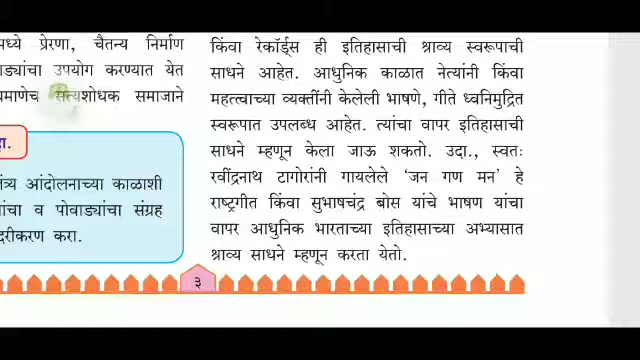 मध्ये प्रेरणा, चैतन्य निर्माण
वाड्यांचा उपयोग करण्यात येत
सत्यशोधक समाजाने
हा.
आंदोलनाच्या काळाशी
व पोवाड्यांचा संग्रह
करा.
किंवा रेकॉर्ड्स ही इतिहासाची श्राव्य स्वरूपाची
साधने आहेत. आधुनिक काळात नेत्यांनी किंवा
महत्त्वाच्या व्यक्तींनी केलेली भाषणे, गीते ध्वनिमुद्रित
स्वरूपात उपलब्ध आहेत. त्यांचा वापर इतिहासाची
साधने म्हणून केला जाऊ शकतो. उदा., स्वतः
रवींद्रनाथ टागोरांनी गायलेले ‘जन गण मन’ हे
राष्ट्रगीत किंवा सुभाषचंद्र बोस यांचे भाषण यांचा
वापर आधुनिक भारताच्या इतिहासाच्या अभ्यासात
श्राव्य साधने म्हणून करता येतो.
३